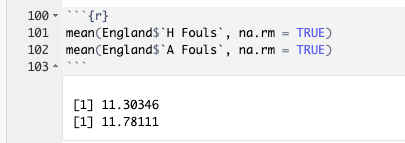 100 ```{r}
101 mean(England$`H Fouls`, na.rm = TRUE)
102 mean(England$`A Fouls`, na.rm = TRUE)
103 ```
[1] 11.30346
[1] 11.78111